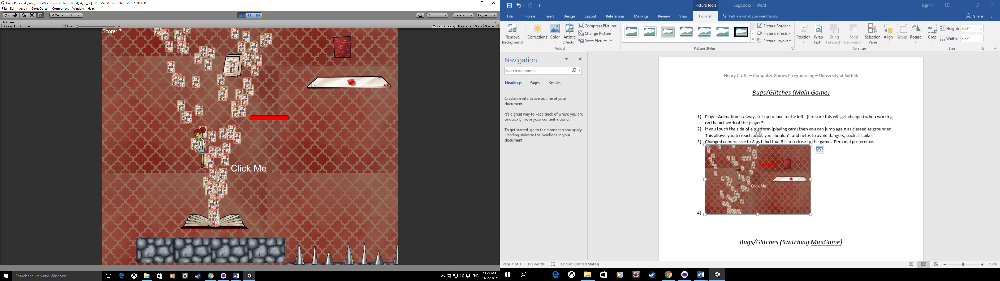 Unity Personal (64bit) - FirstScene.unity - GameBuild[14_11_16] - PC, Mac & Linux Standalone* <DX11>
File Edit Assets GameObject Component Window Help
Center Local
Account Layers Layout
Game
Display 1 5:4 Scale 1x
Maximize on Play Mute audio Stats Gizmos
Score: 7
Click Me
Search the web and Windows
ENG
11:23 AM
11/15/2016
Picture Tools
Bugs.docx - Word
Sign in
File Home Insert Design Layout References Mailings Review View Format Tell me what you want to do
Share
Remove Background
Corrections
Color
Artistic Effects
Compress Pictures
Change Picture
Reset Picture
Adjust
Picture Styles
Picture Border
Picture Effects
Picture Layout
Position
Wrap Text
Bring Forward
Send Backward
Selection Pane
Align
Group
Rotate
Arrange
Crop
Height: 2.23"
Width: 3.38"
Size
Navigation
Search document
Headings Pages Results
Create an interactive outline of your
document.
It's a great way to keep track of where you are
or quickly move your content around.
To get started, go to the Home tab and apply
Heading styles to the headings in your
document.
Henry Crofts – Computer Games Programming – University of Suffolk
Bugs/Glitches (Main Game)
1) Player Animation is always set up to face to the left. (I'm sure this will get changed when working
on the art work of the player?)
2) If you touch the side of a platform (playing card) then you can jump again as classed as grounded.
This allows you to reach areas you shouldn't and helps to avoid dangers, such as spikes.
3) Changed camera size to 8 as I find that 5 is too close to the game. Personal preference.
Click Me
4)
Bugs/Glitches (Switching MiniGame)
Page 1 of 1 159 words English (United States)
100%